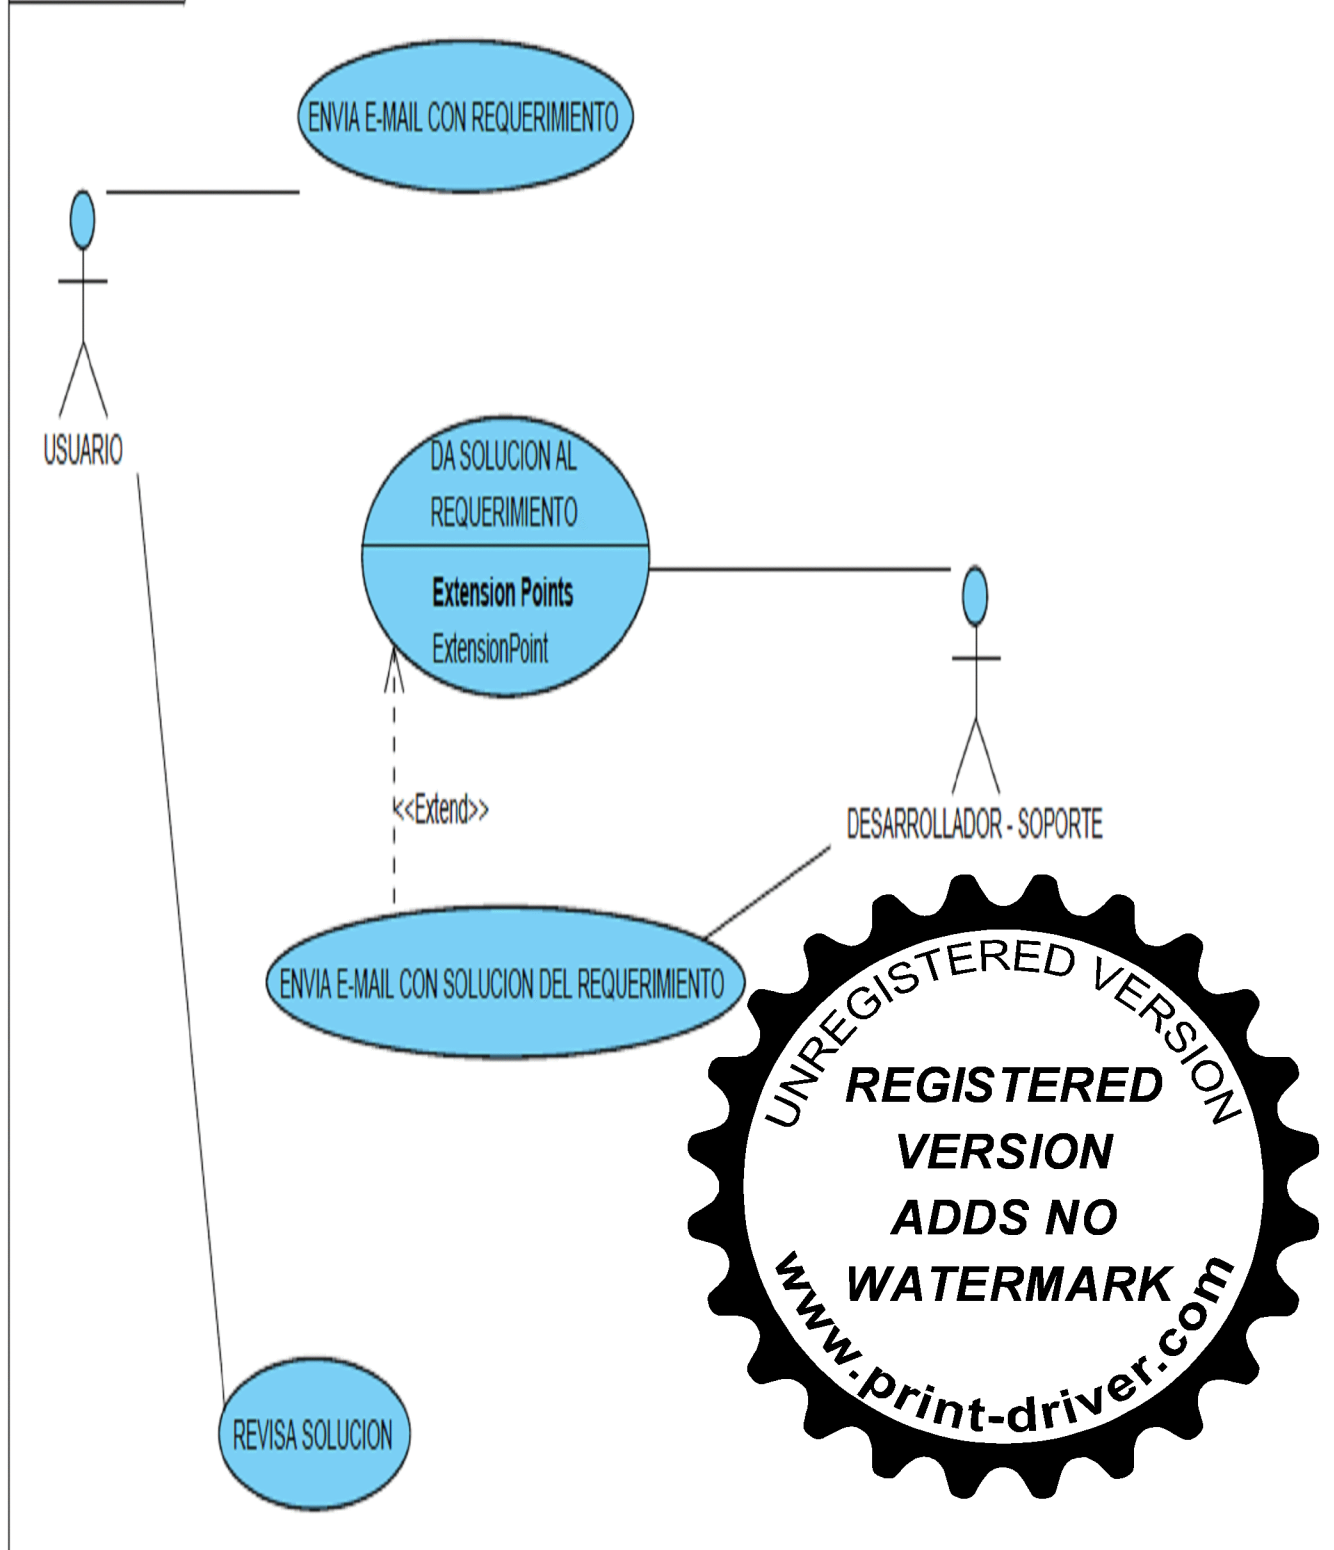 ENVIA E-MAIL CON REQUERIMIENTO
USUARIO
DA SOLUCION AL
REQUERIMIENTO
Extension Points
ExtensionPoint
<<Extend>>
DESARROLLADOR - SOPORTE
ENVIA E-MAIL CON SOLUCION DEL REQUERIMIENTO
UNREGISTERED VERSION
REGISTERED
VERSION
ADDS NO
WATERMARK
www.print-driver.com
REVISA SOLUCION